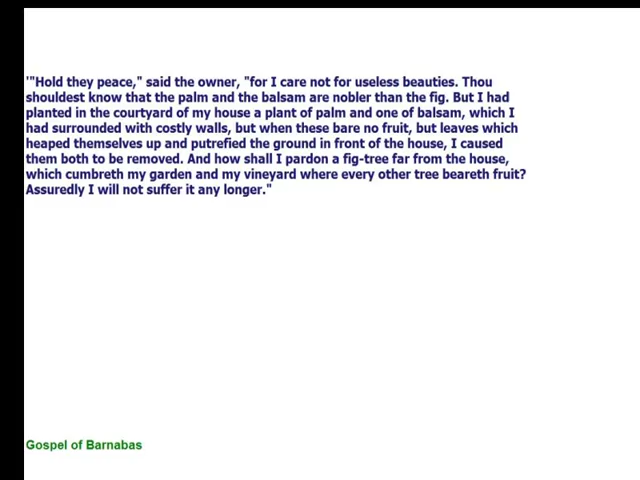 '"Hold they peace," said the owner, "for I care not for useless beauties. Thou
shouldest know that the palm and the balsam are nobler than the fig. But I had
planted in the courtyard of my house a plant of palm and one of balsam, which I
had surrounded with costly walls, but when these bare no fruit, but leaves which
heaped themselves up and putrefied the ground in front of the house, I caused
them both to be removed. And how shall I pardon a fig-tree far from the house,
which cumbreth my garden and my vineyard where every other tree beareth fruit?
Assuredly I will not suffer it any longer."
Gospel of Barnabas